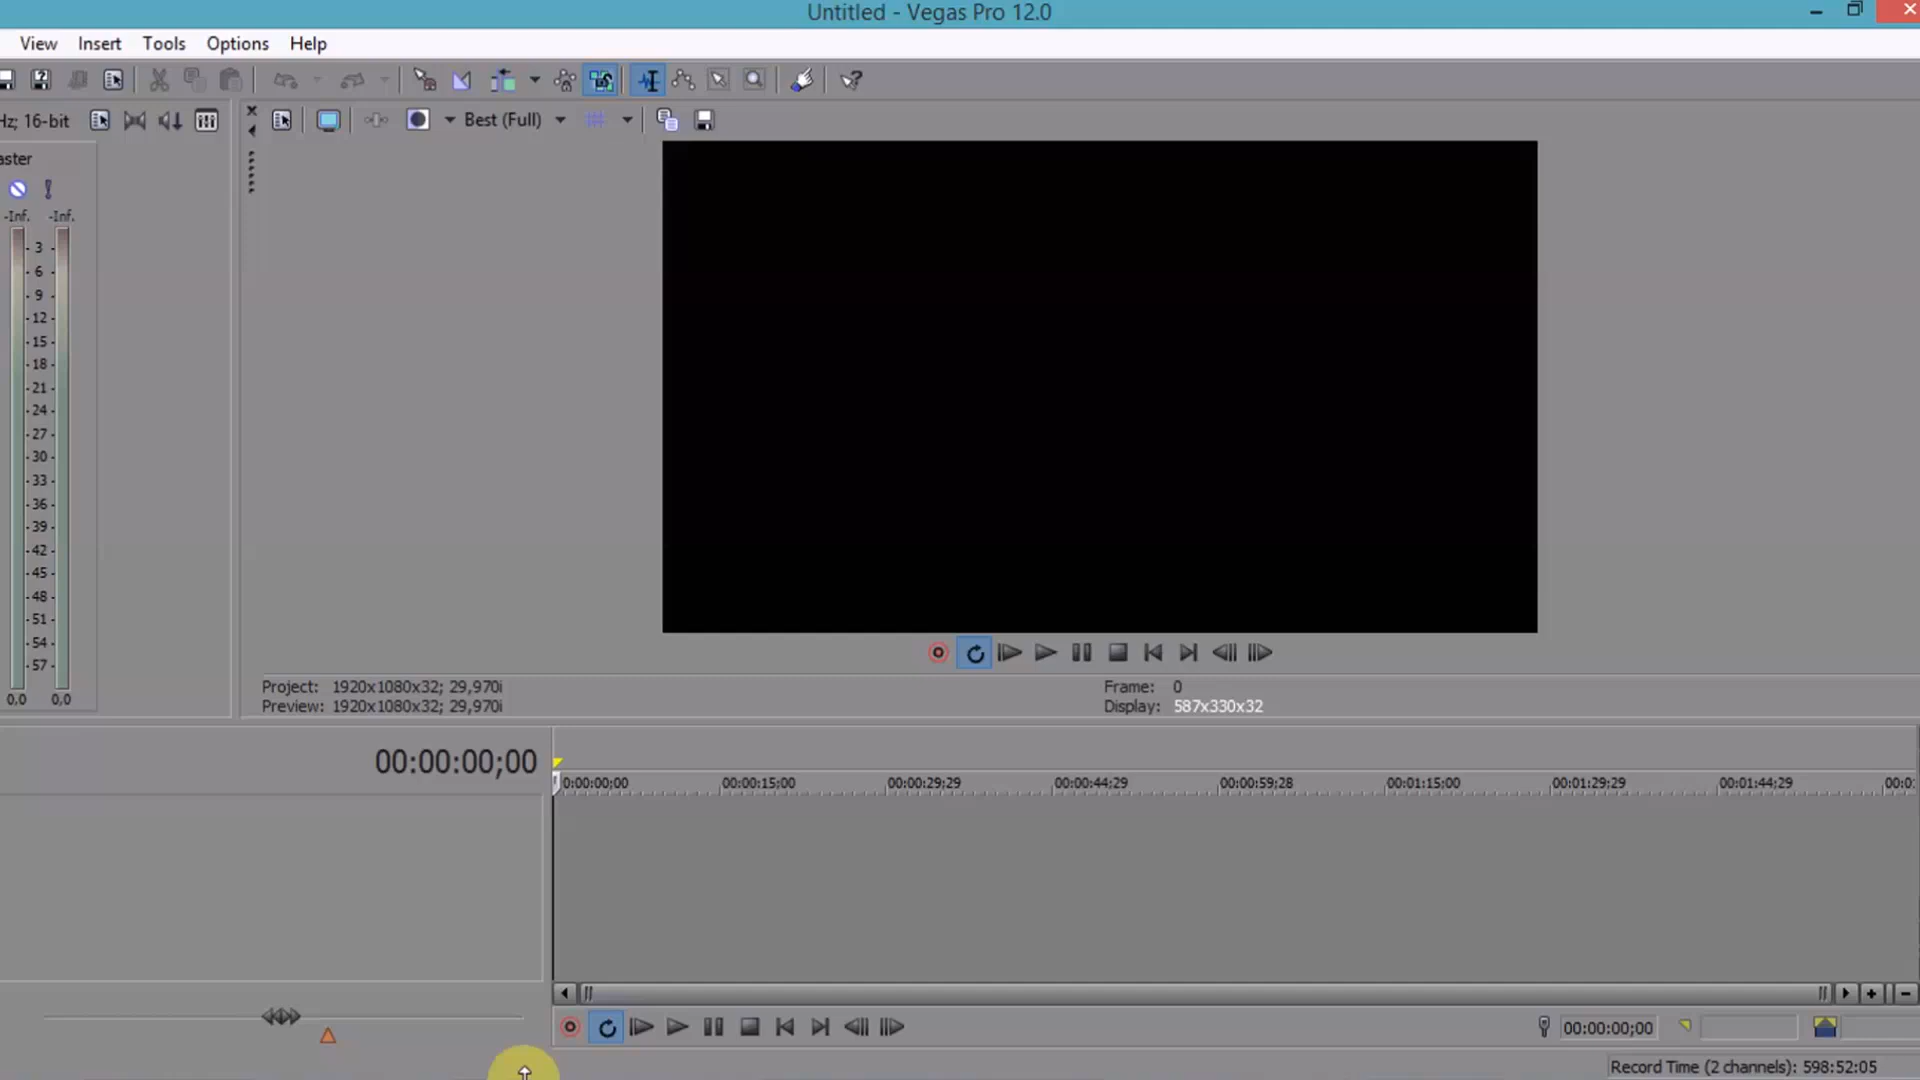 Untitled - Vegas Pro 12.0
View Insert Tools Options Help
Hz; 16-bit
Best (Full)
aster
-Inf. -Inf.
- 3 -
- 6 -
- 9 -
- 12 -
- 15 -
- 18 -
- 21 -
- 24 -
- 27 -
- 30 -
- 33 -
- 36 -
- 39 -
- 42 -
- 45 -
- 48 -
- 51 -
- 54 -
- 57 -
0,0 0,0
Project: 1920x1080x32; 29,970i
Frame: 0
Preview: 1920x1080x32; 29,970i
Display: 587x330x32
00:00:00;00
0:00:00;00 00:00:15;00 00:00:29;29 00:00:44;29 00:00:59;28 00:01:15;00 00:01:29;29 00:01:44;29 00:0
00:00:00;00
Record Time (2 channels): 598:52:05